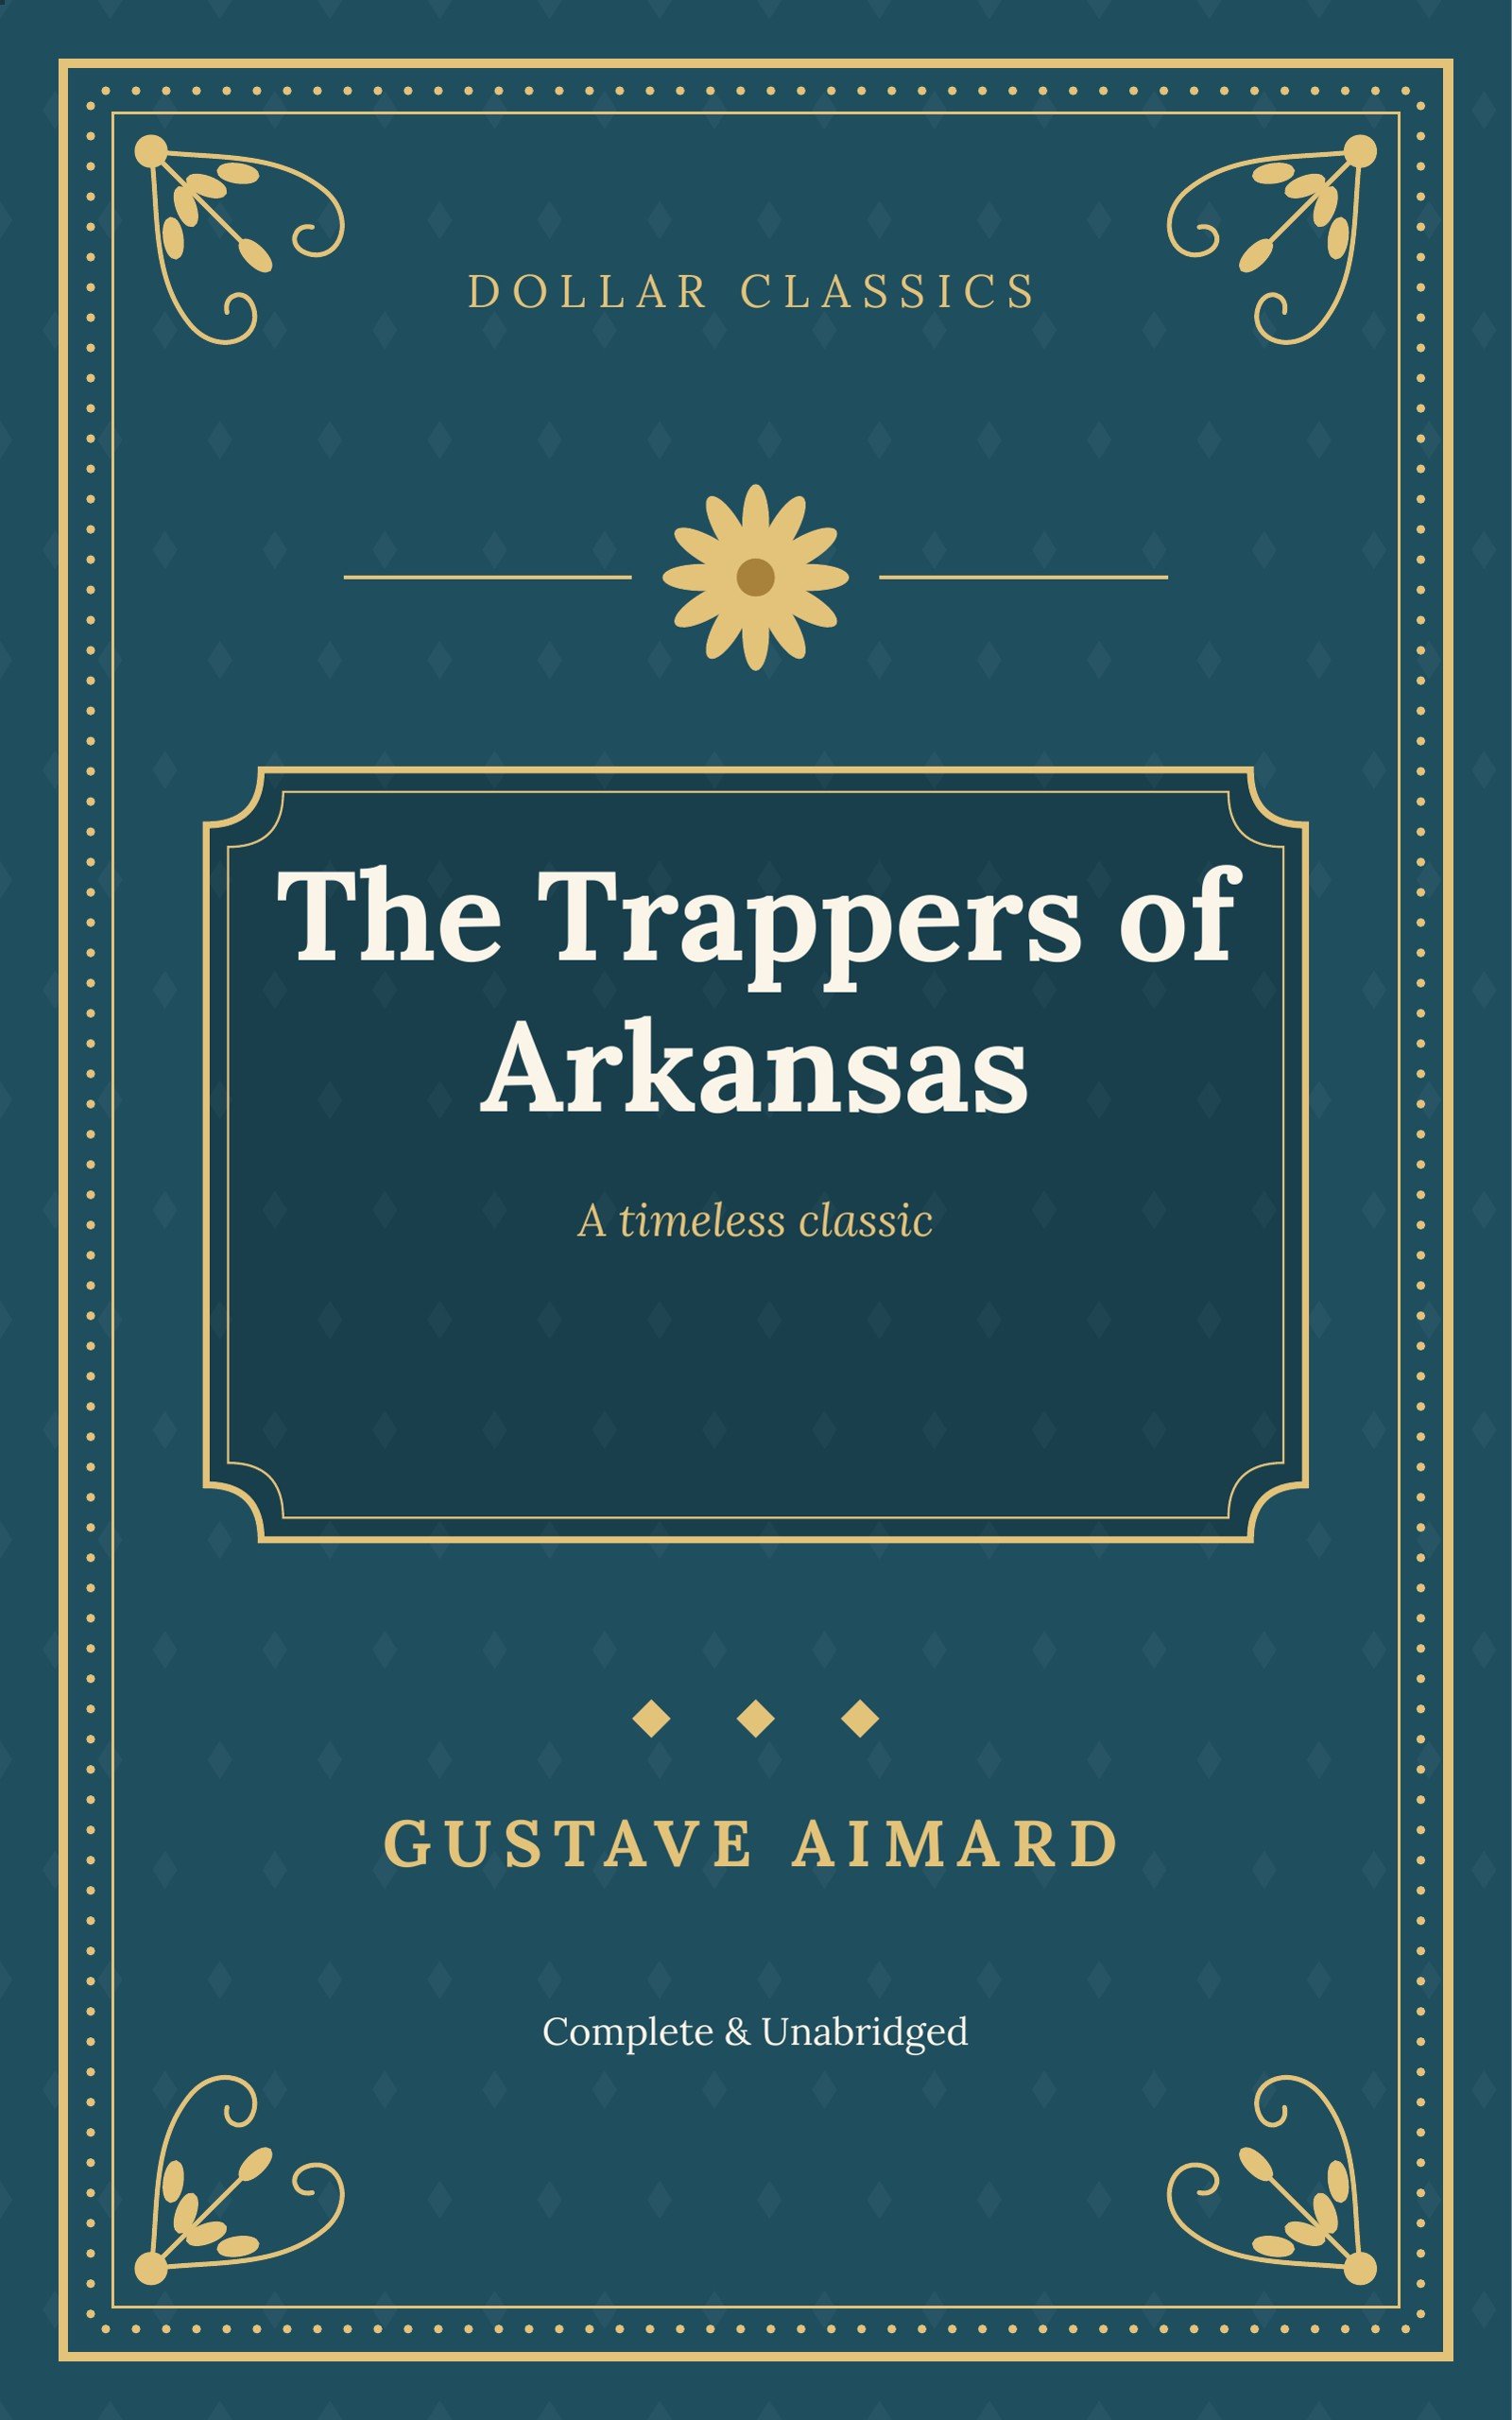 DOLLAR CLASSICS
The Trappers of
Arkansas
A timeless classic
GUSTAVE AIMARD
Complete & Unabridged